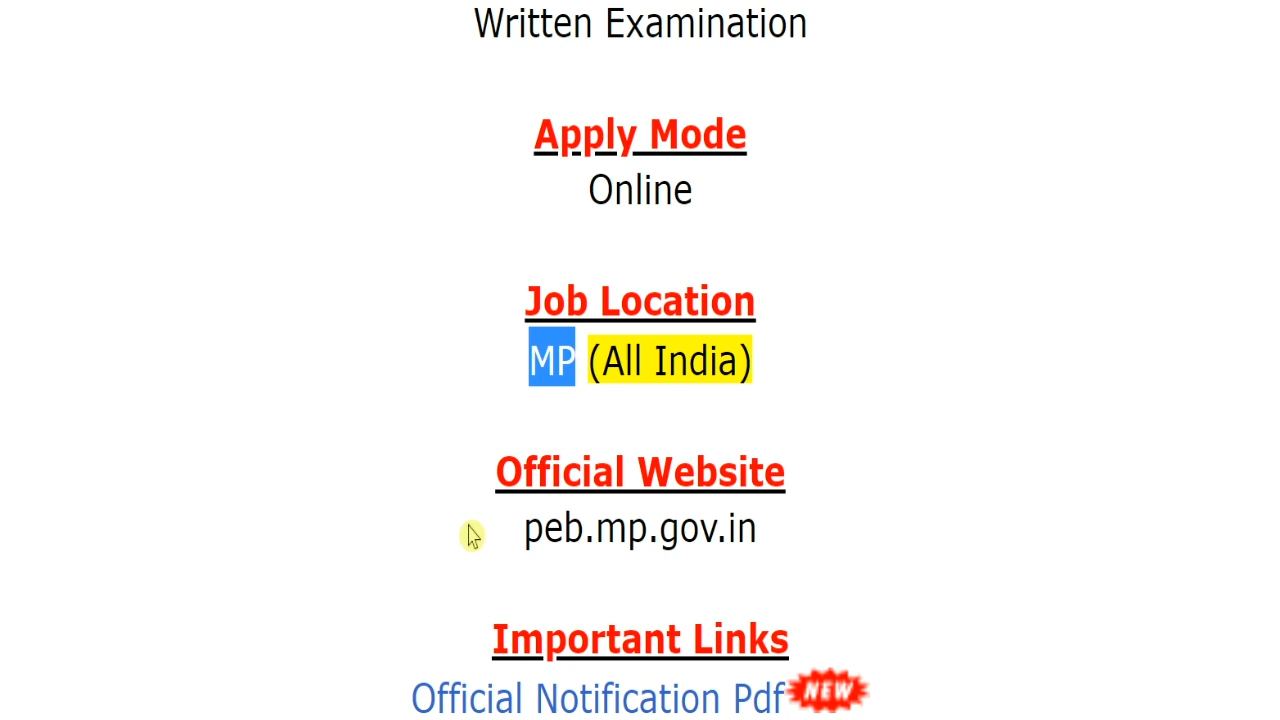 Written Examination
Apply Mode
Online
Job Location
MP (All India)
Official Website
peb.mp.gov.in
Important Links
Official Notification Pdf NEW